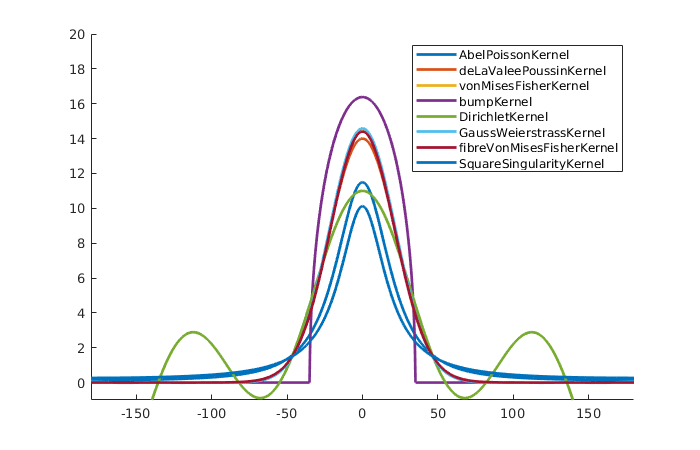 20
18
16
14
12
10
8
6
4
2
0
-150 -100 -50 0 50 100 150
AbelPoissonKernel
deLaValeePoussinKernel
vonMisesFisherKernel
bumpKernel
DirichletKernel
GaussWeierstrassKernel
fibreVonMisesFisherKernel
SquareSingularityKernel